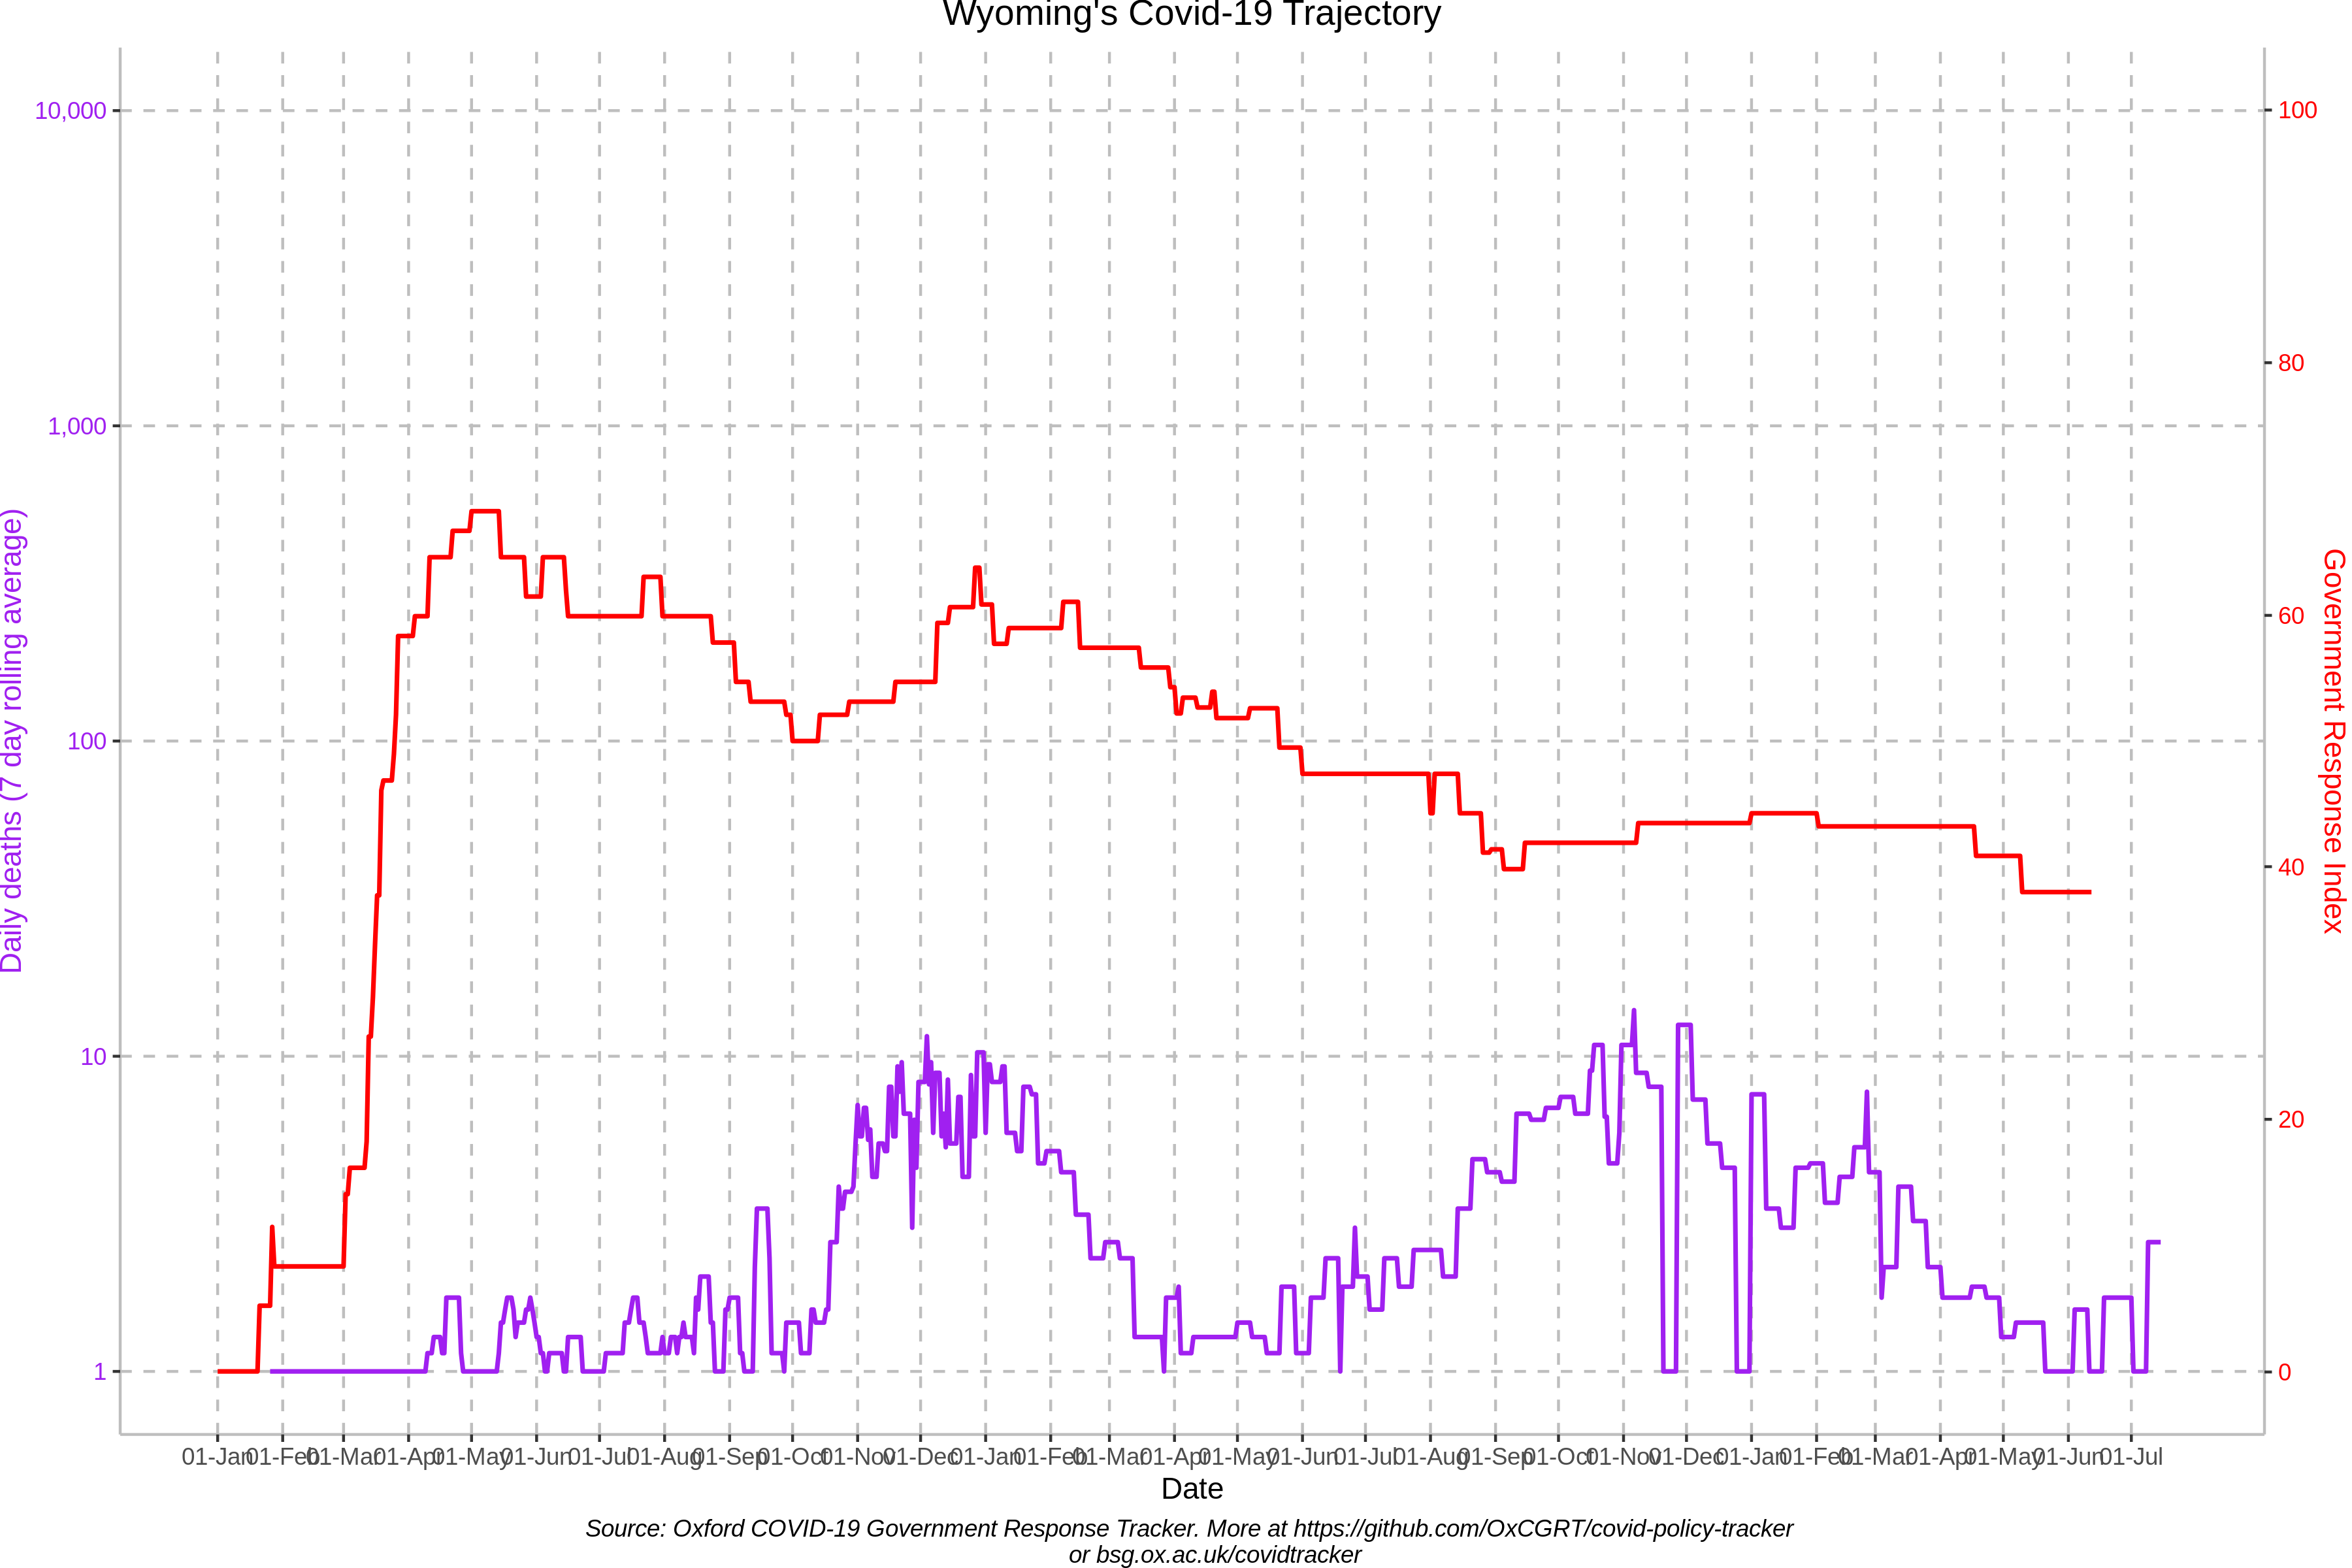 Wyoming's Covid-19 Trajectory
10,000
1,000
100
10
1
Daily deaths (7 day rolling average)
100
80
60
40
20
0
Government Response Index
01-Jan 01-Feb 01-Mar 01-Apr 01-May 01-Jun 01-Jul 01-Aug 01-Sep 01-Oct 01-Nov 01-Dec 01-Jan 01-Feb 01-Mar 01-Apr 01-May 01-Jun 01-Jul 01-Aug 01-Sep 01-Oct 01-Nov 01-Dec 01-Jan 01-Feb 01-Mar 01-Apr 01-May 01-Jun 01-Jul
Date
Source: Oxford COVID-19 Government Response Tracker. More at https://github.com/OxCGRT/covid-policy-tracker
or bsg.ox.ac.uk/covidtracker